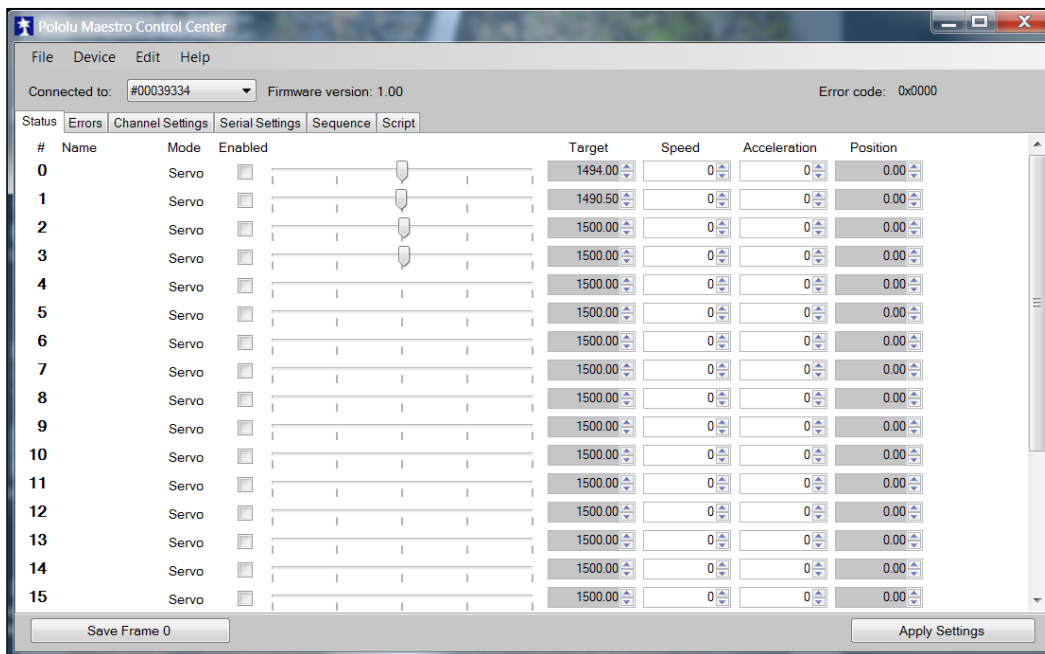 Pololu Maestro Control Center
File Device Edit Help
Connected to: #00039334 Firmware version: 1.00 Error code: 0x0000
Status Errors Channel Settings Serial Settings Sequence Script
# Name Mode Enabled Target Speed Acceleration Position
0 Servo 1494.00 0 0 0.00
1 Servo 1490.50 0 0 0.00
2 Servo 1500.00 0 0 0.00
3 Servo 1500.00 0 0 0.00
4 Servo 1500.00 0 0 0.00
5 Servo 1500.00 0 0 0.00
6 Servo 1500.00 0 0 0.00
7 Servo 1500.00 0 0 0.00
8 Servo 1500.00 0 0 0.00
9 Servo 1500.00 0 0 0.00
10 Servo 1500.00 0 0 0.00
11 Servo 1500.00 0 0 0.00
12 Servo 1500.00 0 0 0.00
13 Servo 1500.00 0 0 0.00
14 Servo 1500.00 0 0 0.00
15 Servo 1500.00 0 0 0.00
Save Frame 0 Apply Settings